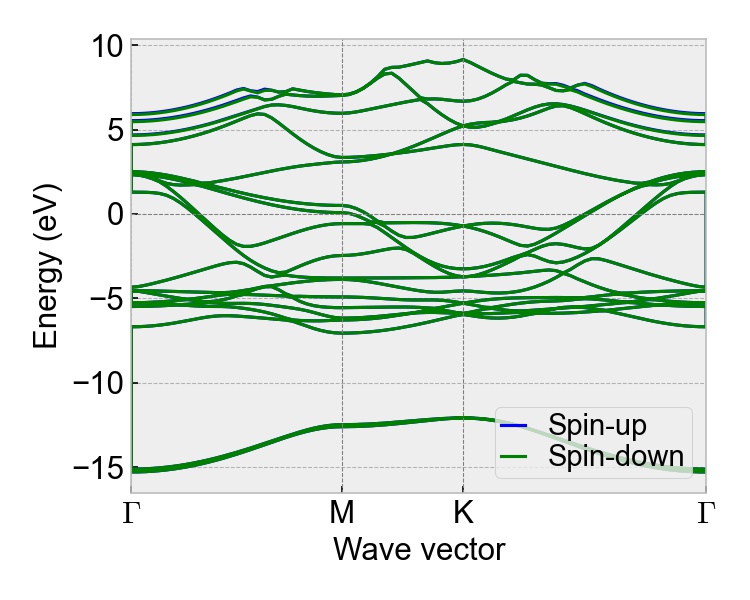 10
5
0
−5
−10
−15
Energy (eV)
Spin-up
Spin-down
Γ M K Γ
Wave vector